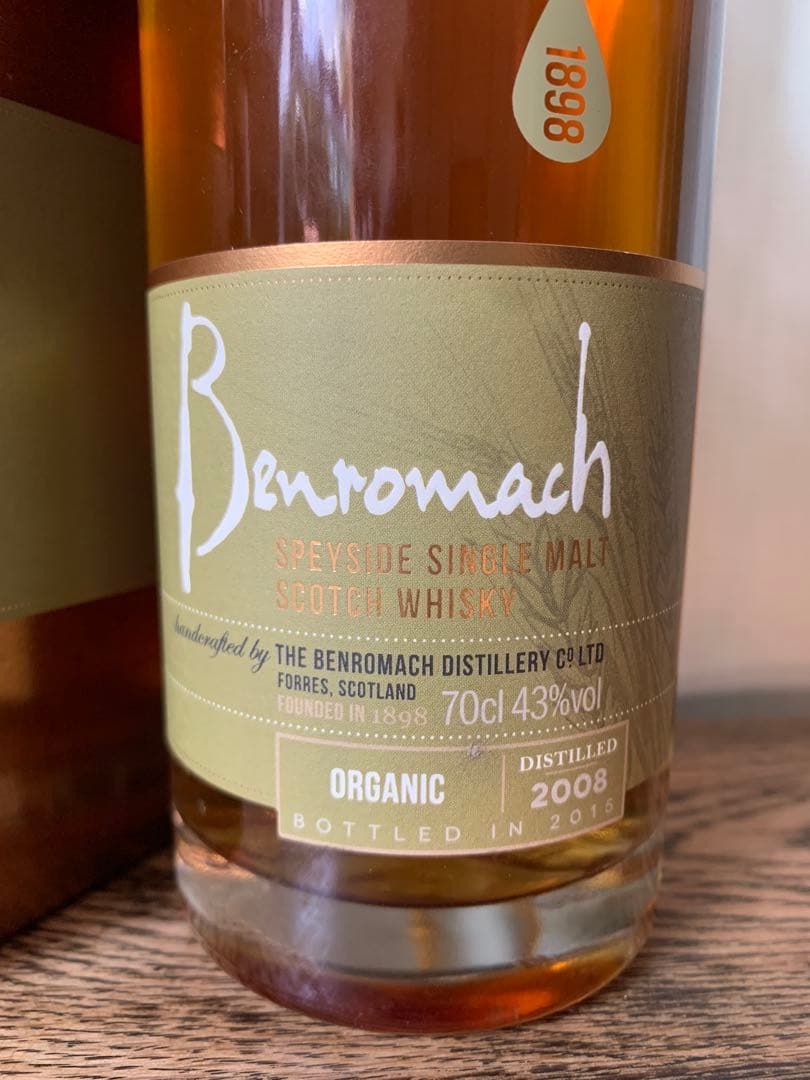 1898
Benromach
SPEYSIDE SINGLE MALT
SCOTCH WHISKY
handcrafted by THE BENROMACH DISTILLERY Cº LTD
FORRES, SCOTLAND
FOUNDED IN 1898 70cl 43%vol
ORGANIC
DISTILLED
2008
BOTTLED IN 2015